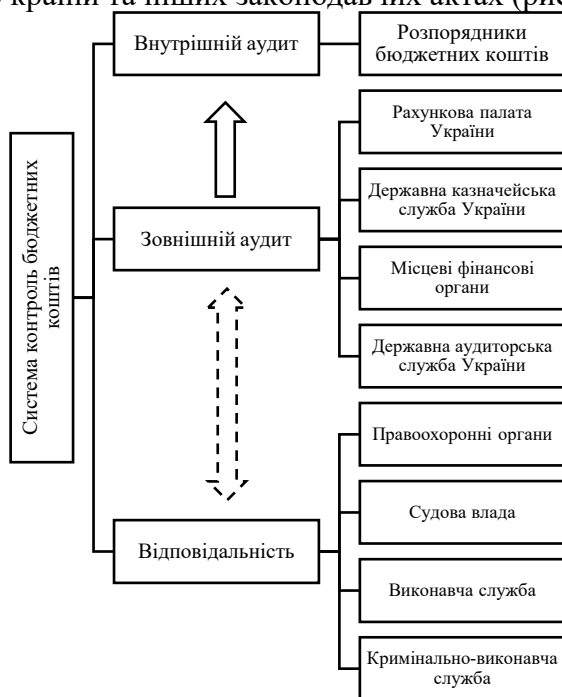 країни та інших законодавчих актах (рис
Внутрішній аудит
Розпорядники
бюджетних коштів
Рахункова палата
України
Державна казначейська
служба України
Система контроль бюджетних
коштів
Зовнішній аудит
Місцеві фінансові
органи
Державна аудиторська
служба України
Правоохоронні органи
Судова влада
Відповідальність
Виконавча служба
Кримінально-виконавча
служба